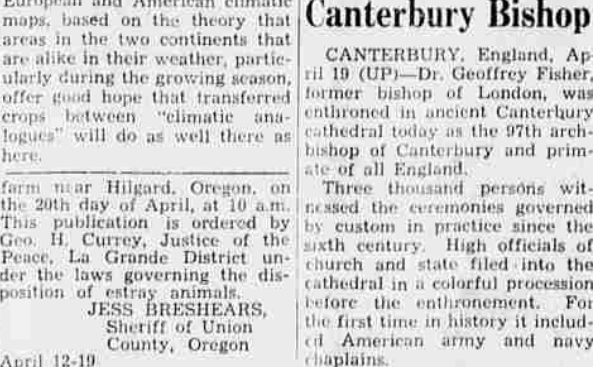 European and American climatic
maps, based on the theory that
areas in the two continents that
are alike in their weather, partic-
ularly during the growing season,
offer good hope that transferred
crops between "climatic ana-
logues" will do as well there as
here.
farm near Hilgard, Oregon, on
the 20th day of April, at 10 a.m.
This publication is ordered by
Geo. H. Currey, Justice of the
Peace, La Grande District un-
der the laws governing the dis-
position of estray animals.
JESS BRESHEARS,
Sheriff of Union
County, Oregon
April 12-19
Canterbury Bishop
CANTERBURY, England, Ap-
ril 19 (UP)—Dr. Geoffrey Fisher,
former bishop of London, was
enthroned in ancient Canterbury
cathedral today as the 97th arch-
bishop of Canterbury and prim-
ate of all England.
Three thousand persons wit-
nessed the ceremonies governed
by custom in practice since the
sixth century. High officials of
church and state filed into the
cathedral in a colorful procession
before the enthronement. For
the first time in history it includ-
ed American army and navy
chaplains.